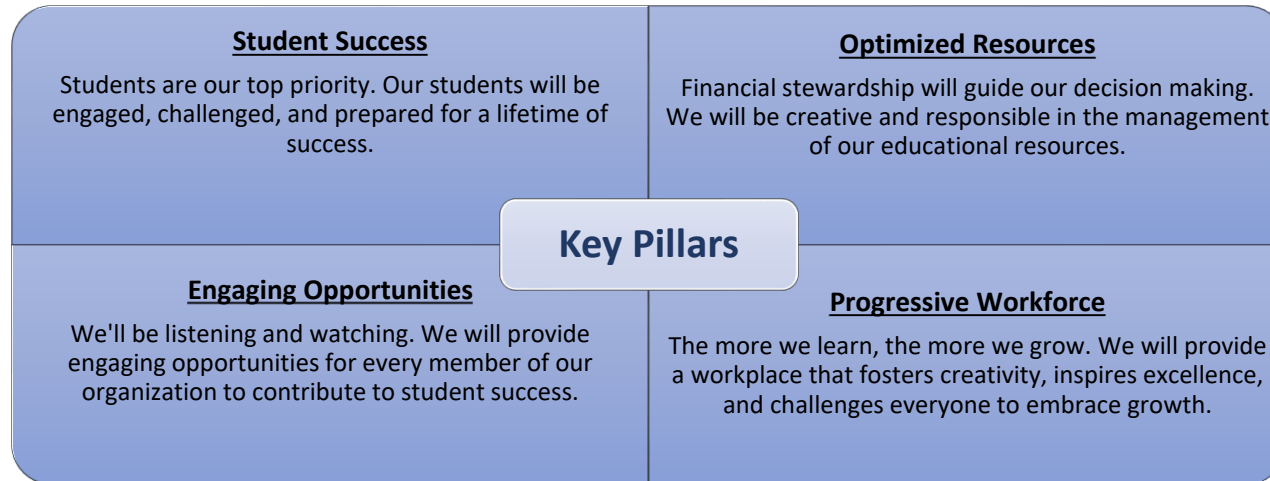 Student Success
Students are our top priority. Our students will be
engaged, challenged, and prepared for a lifetime of
success.
Optimized Resources
Financial stewardship will guide our decision making.
We will be creative and responsible in the management
of our educational resources.
Key Pillars
Engaging Opportunities
We'll be listening and watching. We will provide
engaging opportunities for every member of our
organization to contribute to student success.
Progressive Workforce
The more we learn, the more we grow. We will provide
a workplace that fosters creativity, inspires excellence,
and challenges everyone to embrace growth.